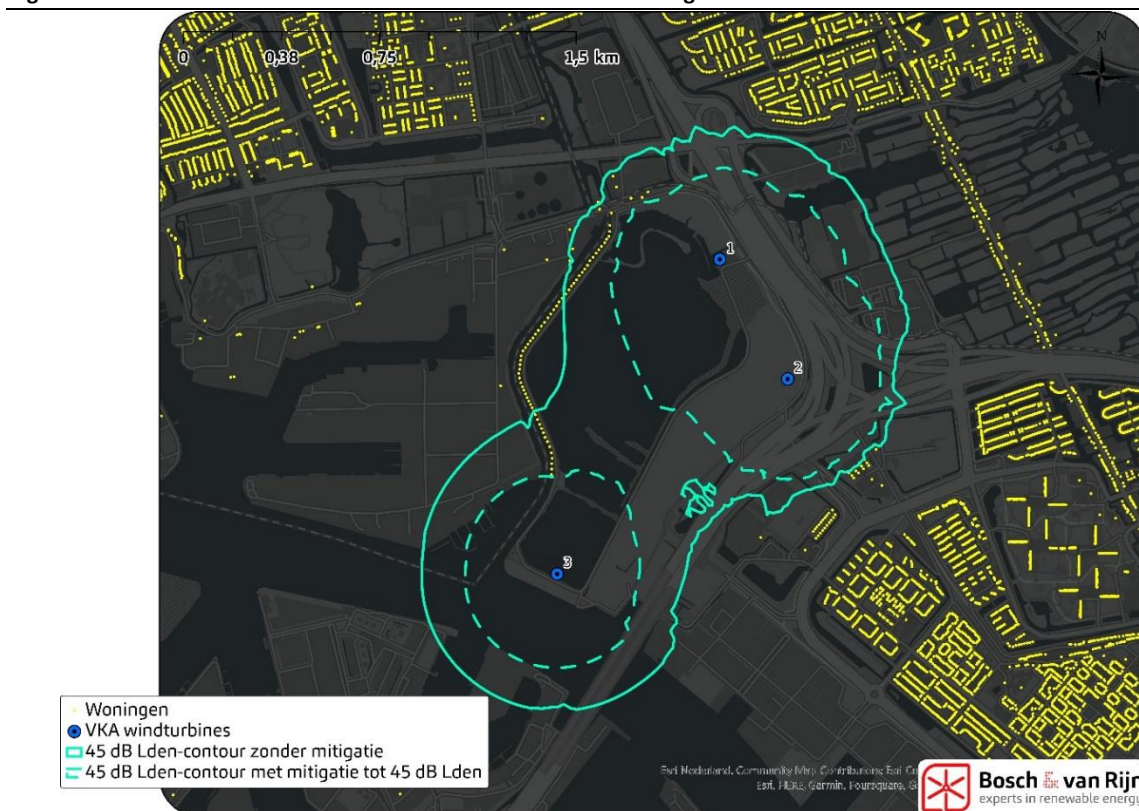 0 0,38 0,75 1,5 km
N
1
2
3
Woningen
VKA windturbines
45 dB Lden-contour zonder mitigatie
45 dB Lden-contour met mitigatie tot 45 dB Lden
Esri Nederland, Community Map Contributors; Esri
Esri, HERE, Garmin, Foursquare,
Bosch & van Rijn
experts in renewable energy